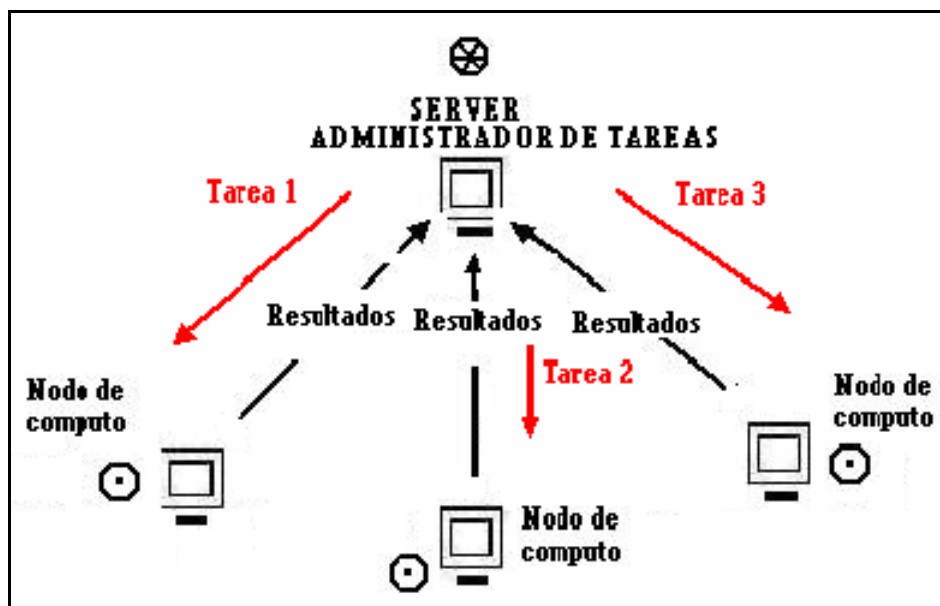 SERVER
ADMINISTRADOR DE TAREAS
Tarea 1
Tarea 3
Resultados
Resultados
Resultados
Tarea 2
Nodo de
computo
Nodo de
computo
Nodo de
computo